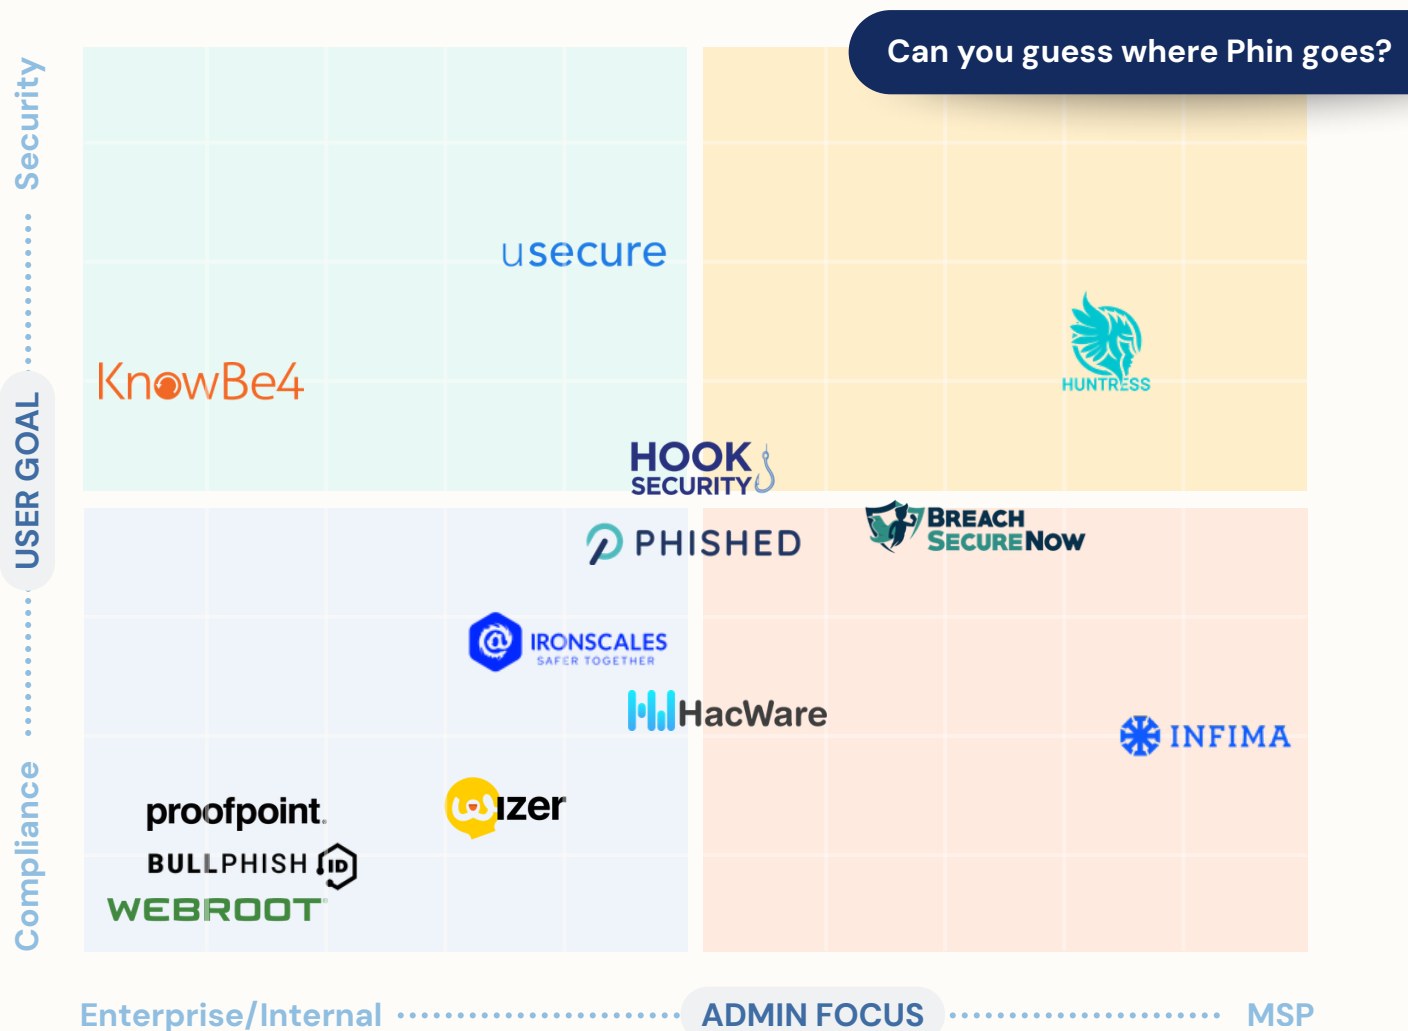 Can you guess where Phin goes?
Security
USER GOAL
Compliance
usecure
KnowBe4
HUNTRESS
HOOK
SECURITY
BREACH
SECURENOW
PHISHED
IRONSCALES
SAFER TOGETHER
HacWare
INFIMA
proofpoint.
wizer
BULLPHISH ID
WEBROOT
Enterprise/Internal
ADMIN FOCUS
MSP